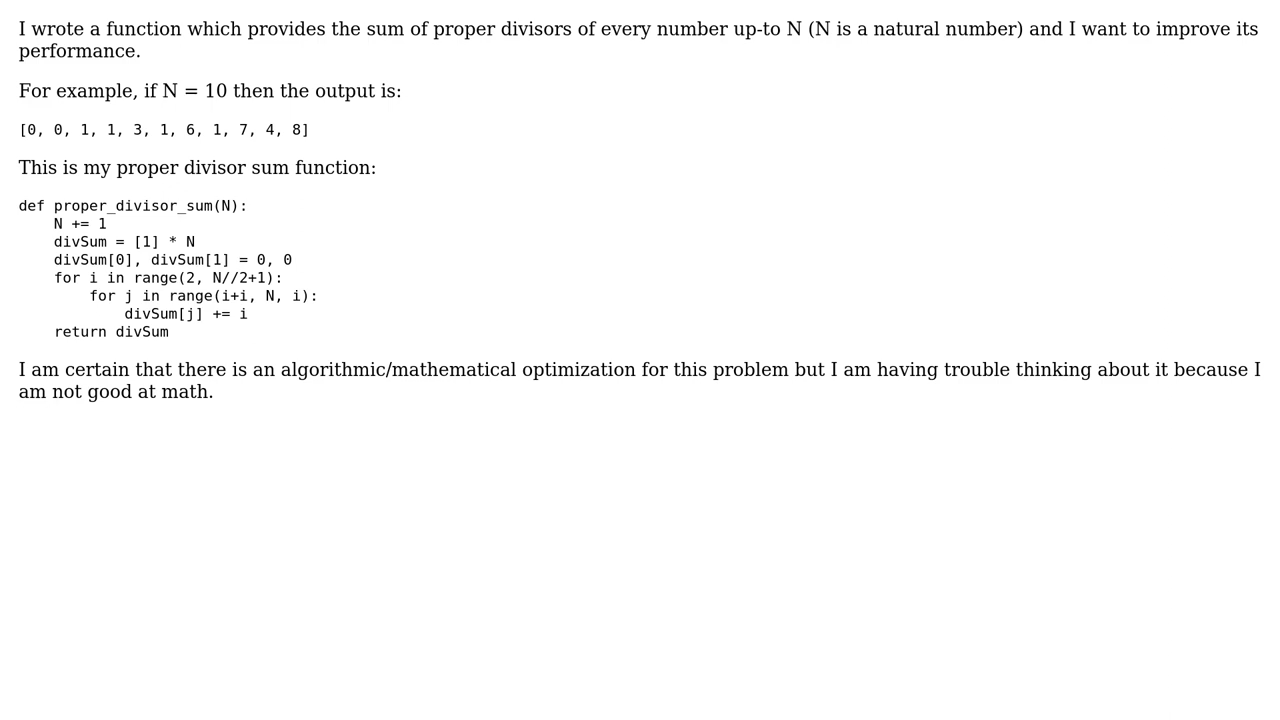 I wrote a function which provides the sum of proper divisors of every number up-to N (N is a natural number) and I want to improve its
performance.
For example, if N = 10 then the output is:
[0, 0, 1, 1, 3, 1, 6, 1, 7, 4, 8]
This is my proper divisor sum function:
def proper_divisor_sum(N):
    N += 1
    divSum = [1] * N
    divSum[0], divSum[1] = 0, 0
    for i in range(2, N//2+1):
        for j in range(i+i, N, i):
            divSum[j] += i
    return divSum
I am certain that there is an algorithmic/mathematical optimization for this problem but I am having trouble thinking about it because I
am not good at math.